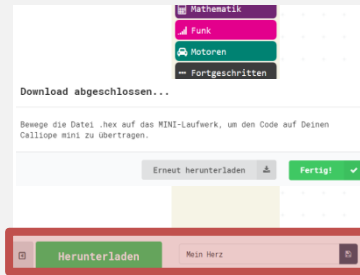 Mathematik
Funk
Motoren
Fortgeschritten
Download abgeschlossen...
Bewege die Datei .hex auf das MINI-Laufwerk, um den Code auf Deinen
Calliope mini zu übertragen.
Erneut herunterladen
Fertig!
Herunterladen
Mein Herz